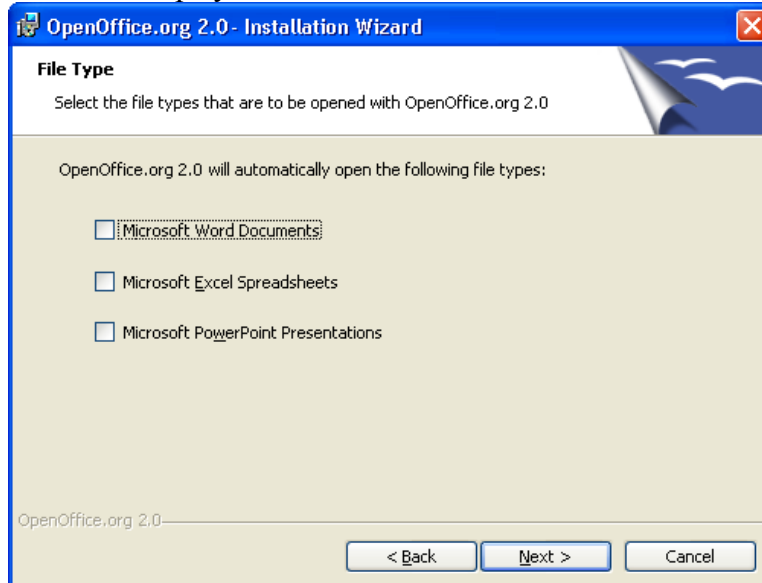 OpenOffice.org 2.0 - Installation Wizard
File Type
Select the file types that are to be opened with OpenOffice.org 2.0
OpenOffice.org 2.0 will automatically open the following file types:
Microsoft Word Documents
Microsoft Excel Spreadsheets
Microsoft PowerPoint Presentations
OpenOffice.org 2.0
< Back Next > Cancel